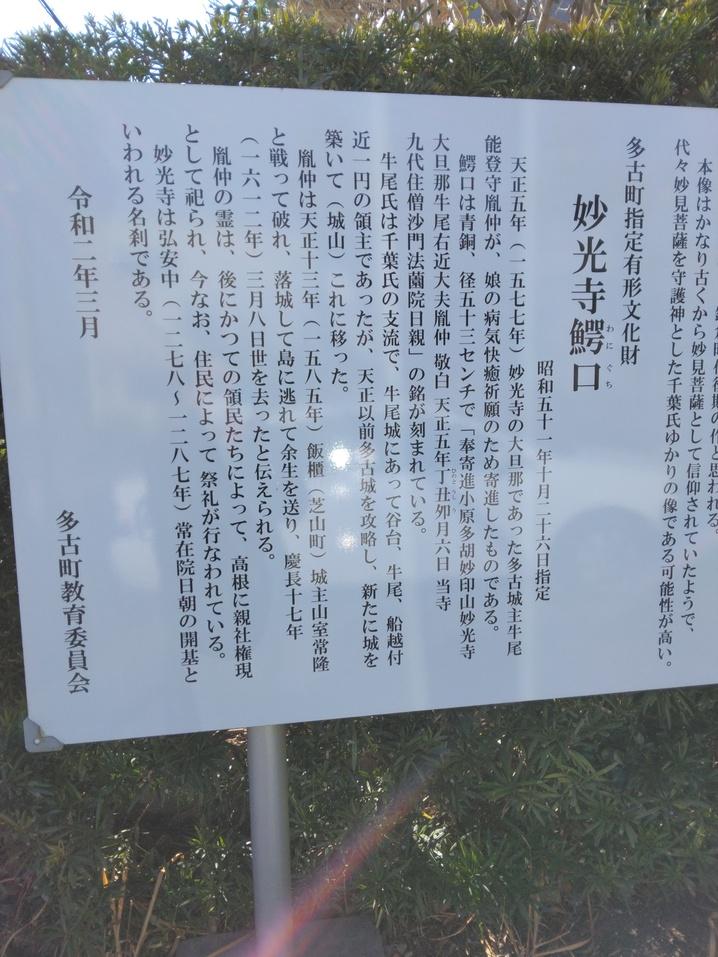 本像はかなり古くから妙見菩薩として信仰されていたようで、
代々妙見菩薩を守護神とした千葉氏ゆかりの像である可能性が高い。
多古町指定有形文化財
妙光寺鰐口
わにぐち
昭和五十一年十月二十六日指定
天正五年（一五七七年）妙光寺の大旦那であった多古城主牛尾
能登守胤仲が、娘の病気快癒祈願のため寄進したものである。
鰐口は青銅、径五十三センチで「奉寄進小原多胡妙印山妙光寺
大旦那牛尾右近大夫胤仲 敬白 天正五年丁丑卯月六日 当寺
九代住僧沙門法薗院日親」の銘が刻まれている。
牛尾氏は千葉氏の支流で、牛尾城にあって谷台、牛尾、船越付
近一円の領主であったが、天正以前多古城を攻略し、新たに城を
築いて（城山）これに移った。
胤仲は天正十三年（一五八五年）飯櫃（芝山町）城主山室常隆
と戦って破れ、落城して島に逃れて余生を送り、慶長十七年
（一六一二年）三月八日世を去ったと伝えられる。
胤仲の霊は、後にかつての領民たちによって、高根に親社権現
として祀られ、今なお、住民によって 祭礼が行なわれている。
妙光寺は弘安中（一二七八～一二八七年）常在院日朝の開基と
いわれる名刹である。
令和二年三月
多古町教育委員会